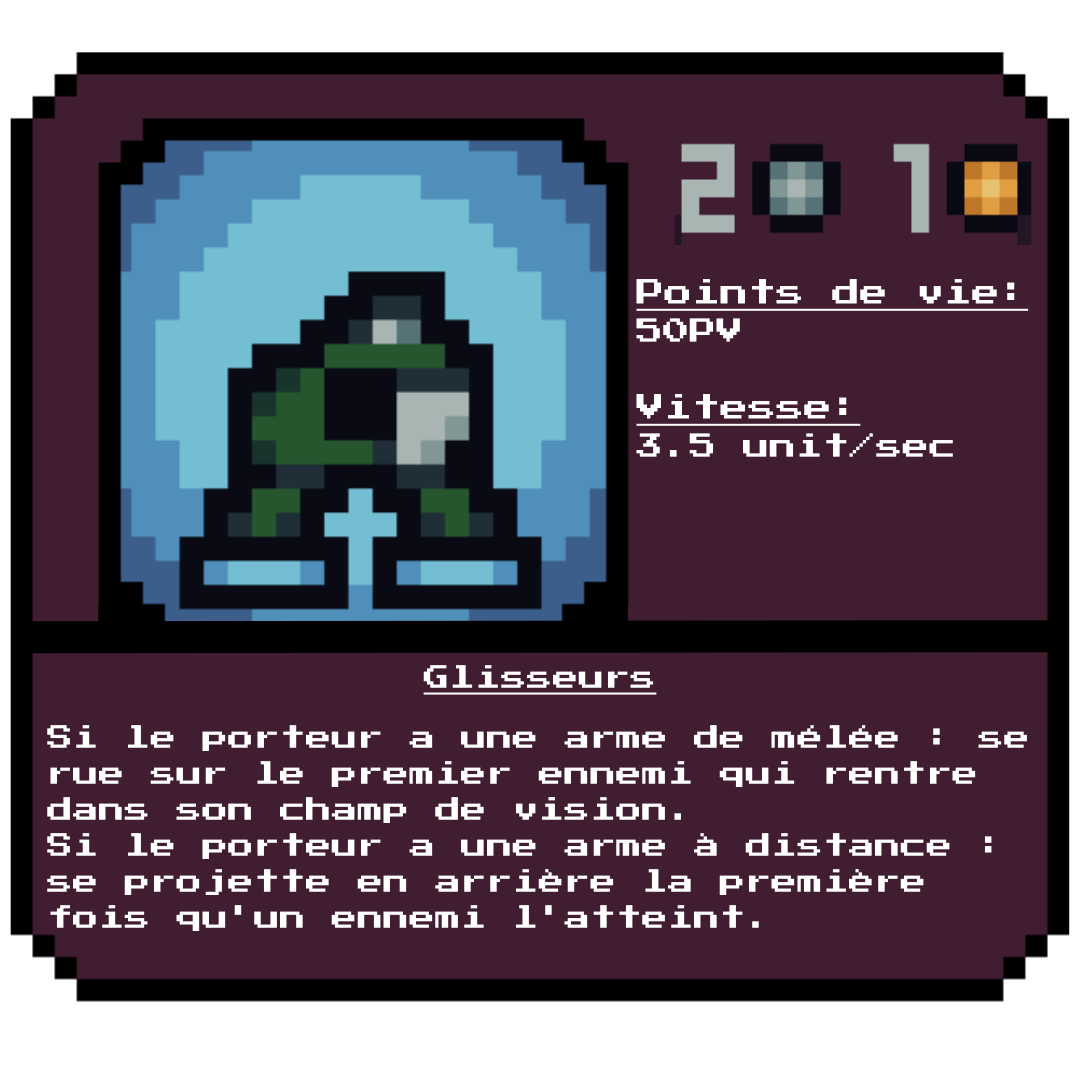 2 1
Points de vie:
50PV
Vitesse:
3.5 unit/sec
Glisseurs
Si le porteur a une arme de mélée : se
rue sur le premier ennemi qui rentre
dans son champ de vision.
Si le porteur a une arme à distance :
se projette en arrière la première
fois qu'un ennemi l'atteint.